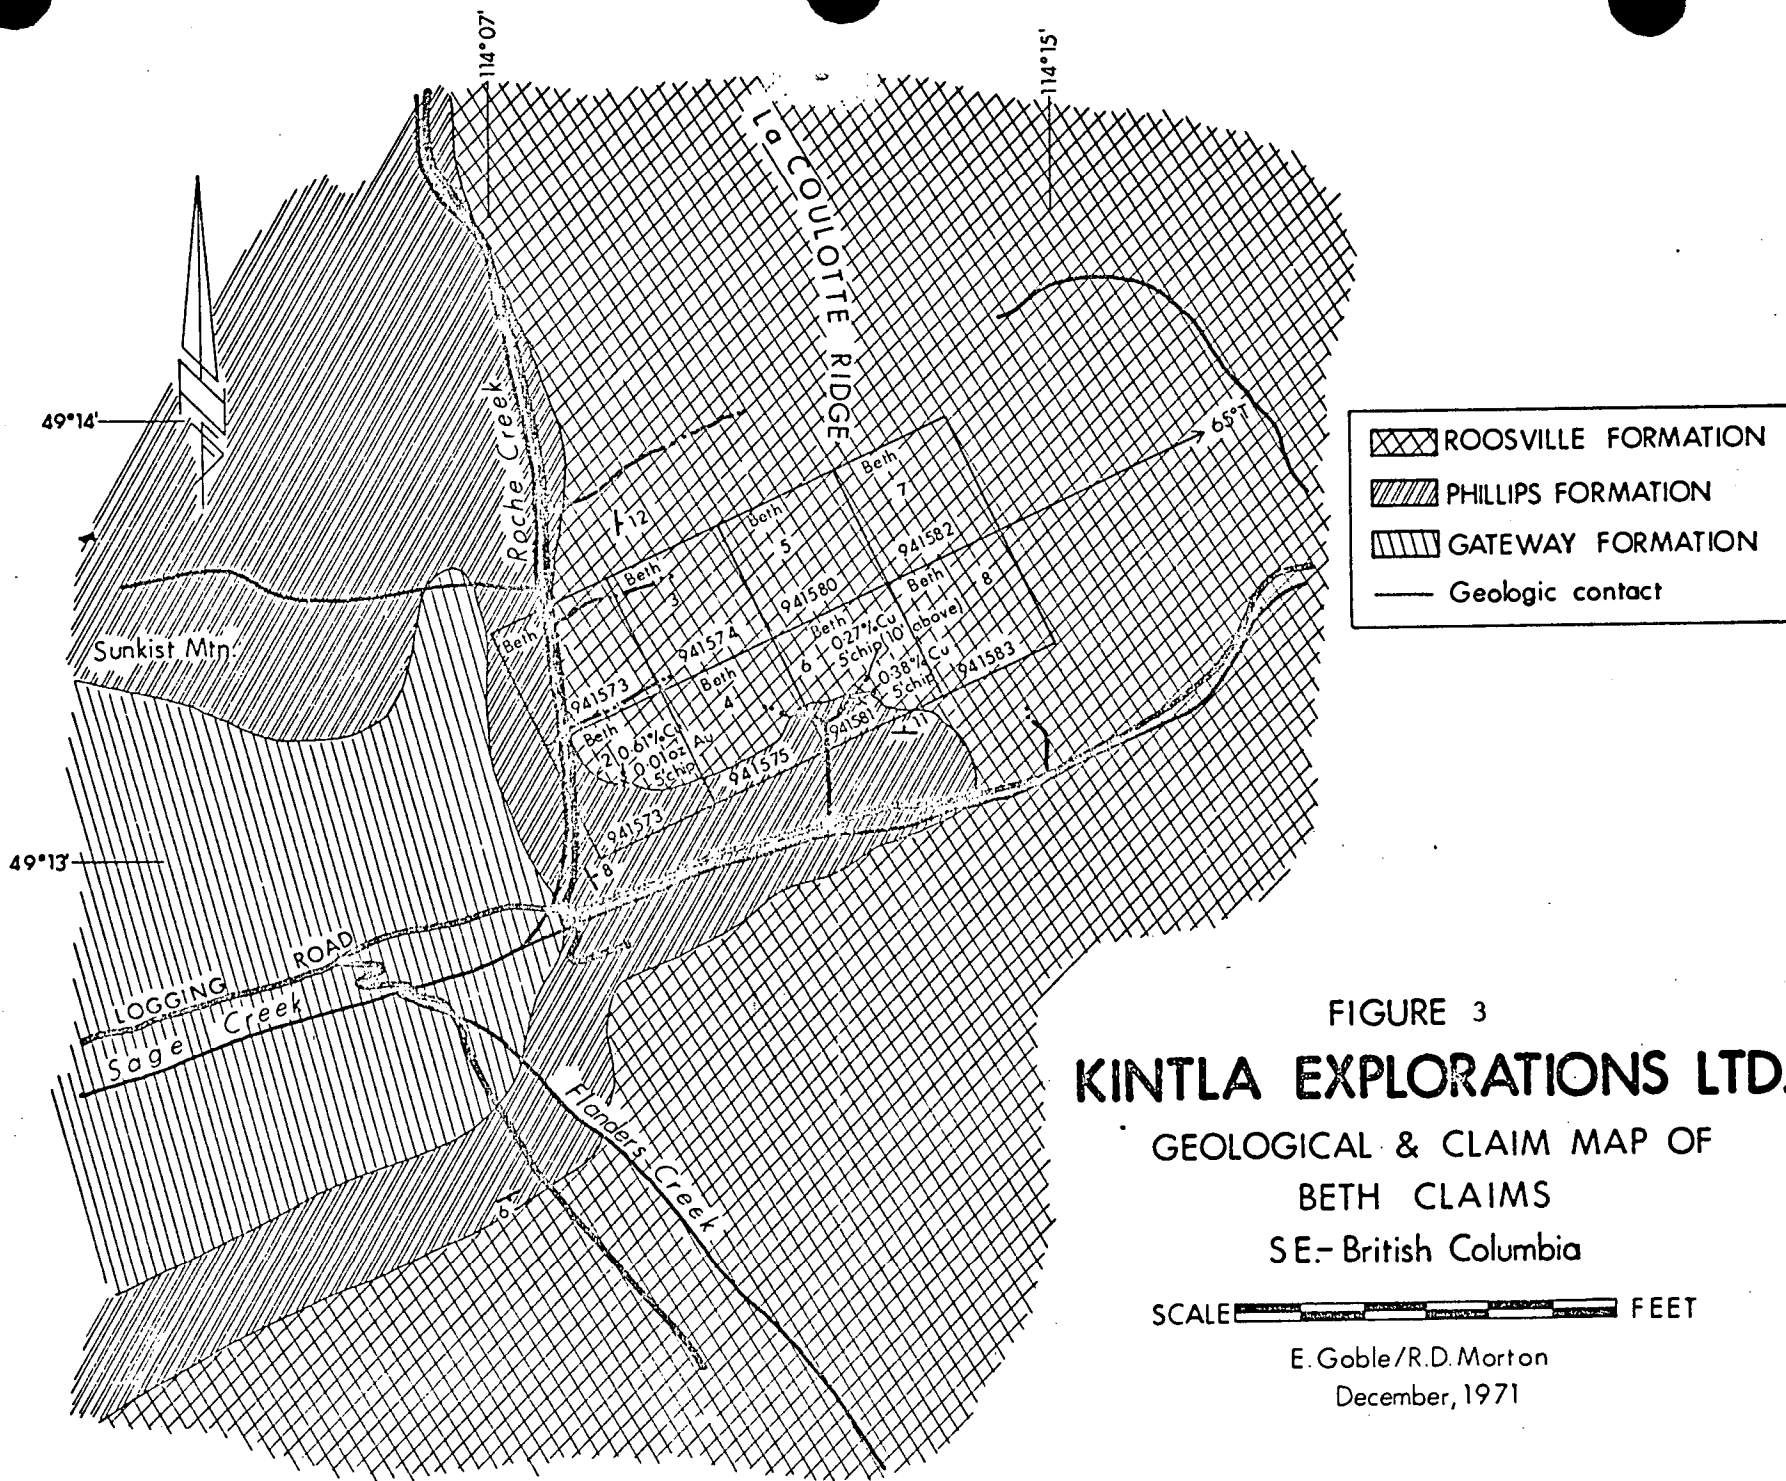 114°07'
114°15'
La COULOTTE RIDGE
49°14'
Roche Creek
65°T
12
Beth
7
Beth
5
941582
Beth
3
Beth
8
941580
Beth
Beth
6
0.27%Cu
5'chip(10' above)
941574
Sunkist Mtn.
0.38%Cu
5'chip
941583
941573
Beth
4
941581
11
Beth
2
0.61%Cu
0.01oz Au
1.5'chip
941575
941573
49°13'
8
LOGGING ROAD
Sage Creek
Flanders Creek
6
ROOSVILLE FORMATION
PHILLIPS FORMATION
GATEWAY FORMATION
Geologic contact
FIGURE 3
KINTLA EXPLORATIONS LTD.
GEOLOGICAL & CLAIM MAP OF
BETH CLAIMS
SE.- British Columbia
SCALE FEET
E. Goble/R.D. Morton
December, 1971